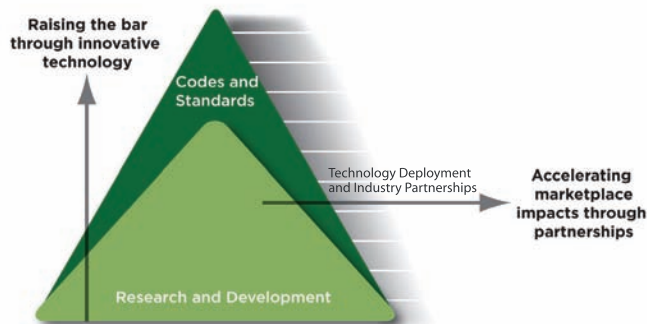 Raising the bar
through innovative
technology
Codes and
Standards
Technology Deployment
and Industry Partnerships
Accelerating
marketplace
impacts through
partnerships
Research and Development